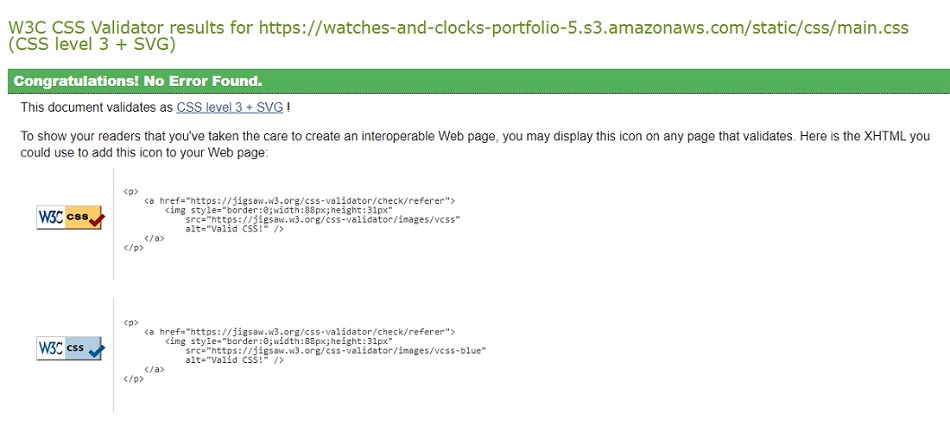 W3C CSS Validator results for https://watches-and-clocks-portfolio-5.s3.amazonaws.com/static/css/main.css
(CSS level 3 + SVG)
Congratulations! No Error Found.
This document validates as CSS level 3 + SVG !
To show your readers that you've taken the care to create an interoperable Web page, you may display this icon on any page that validates. Here is the XHTML you
could use to add this icon to your Web page:
W3C css
<p>
<a href="https://jigsaw.w3.org/css-validator/check/referer">
<img style="border:0;width:88px;height:31px"
src="https://jigsaw.w3.org/css-validator/images/vcss"
alt="Valid CSS!" />
</a>
</p>
W3C css
<p>
<a href="https://jigsaw.w3.org/css-validator/check/referer">
<img style="border:0;width:88px;height:31px"
src="https://jigsaw.w3.org/css-validator/images/vcss-blue"
alt="Valid CSS!" />
</a>
</p>